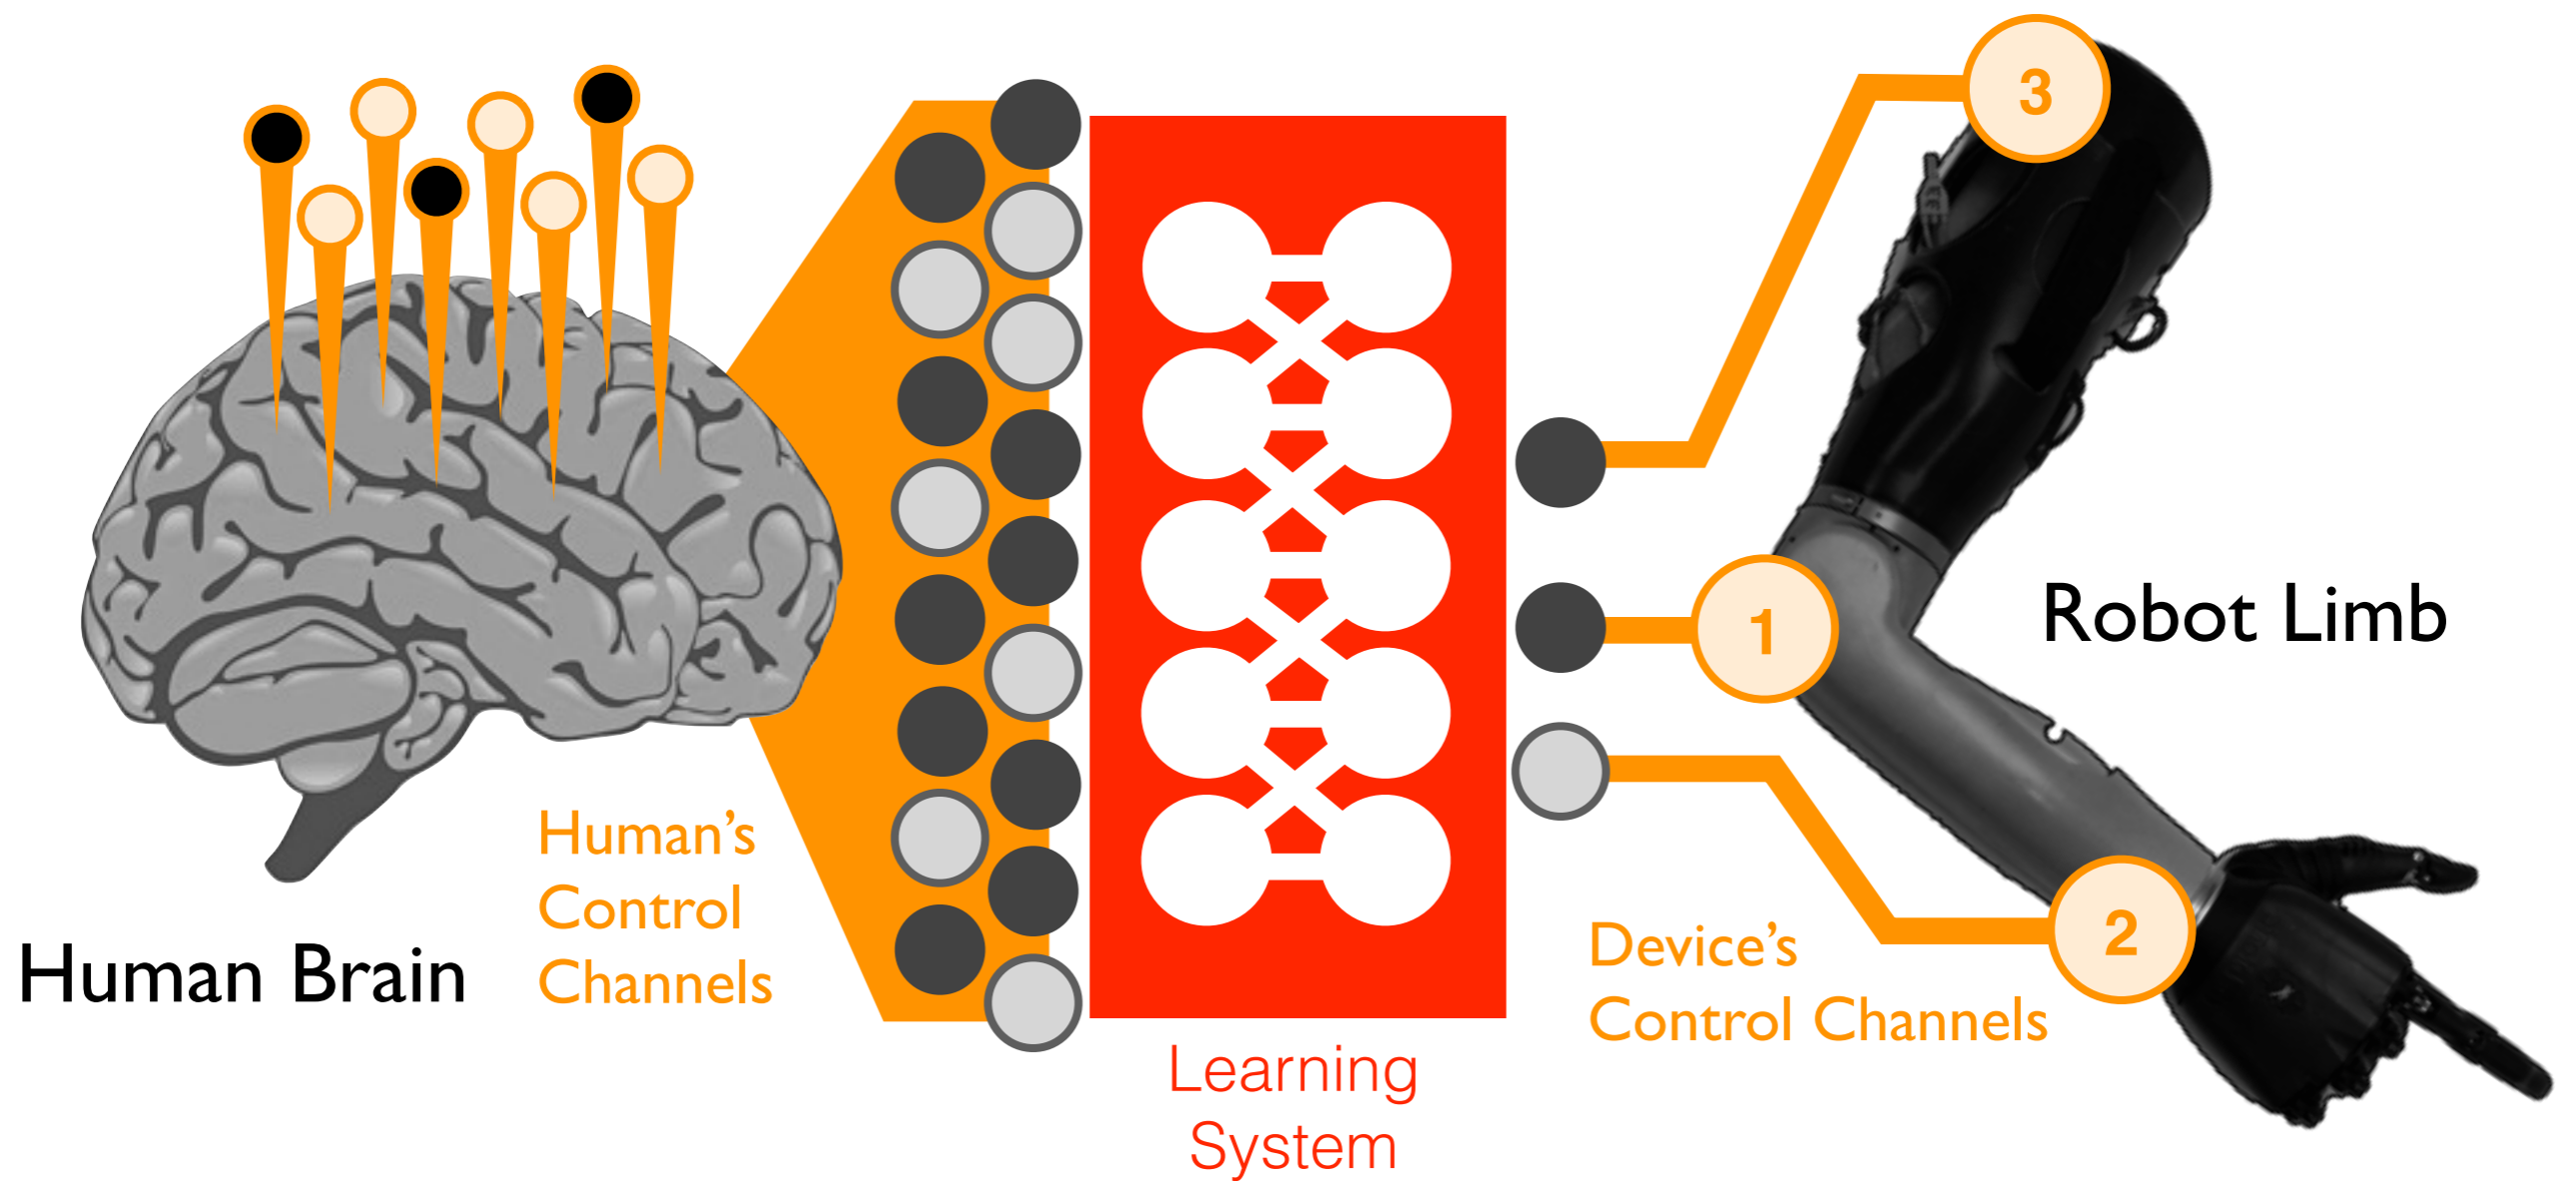 3
1
Robot Limb
Human's
Control
Channels
Human Brain
2
Device's
Control Channels
Learning
System